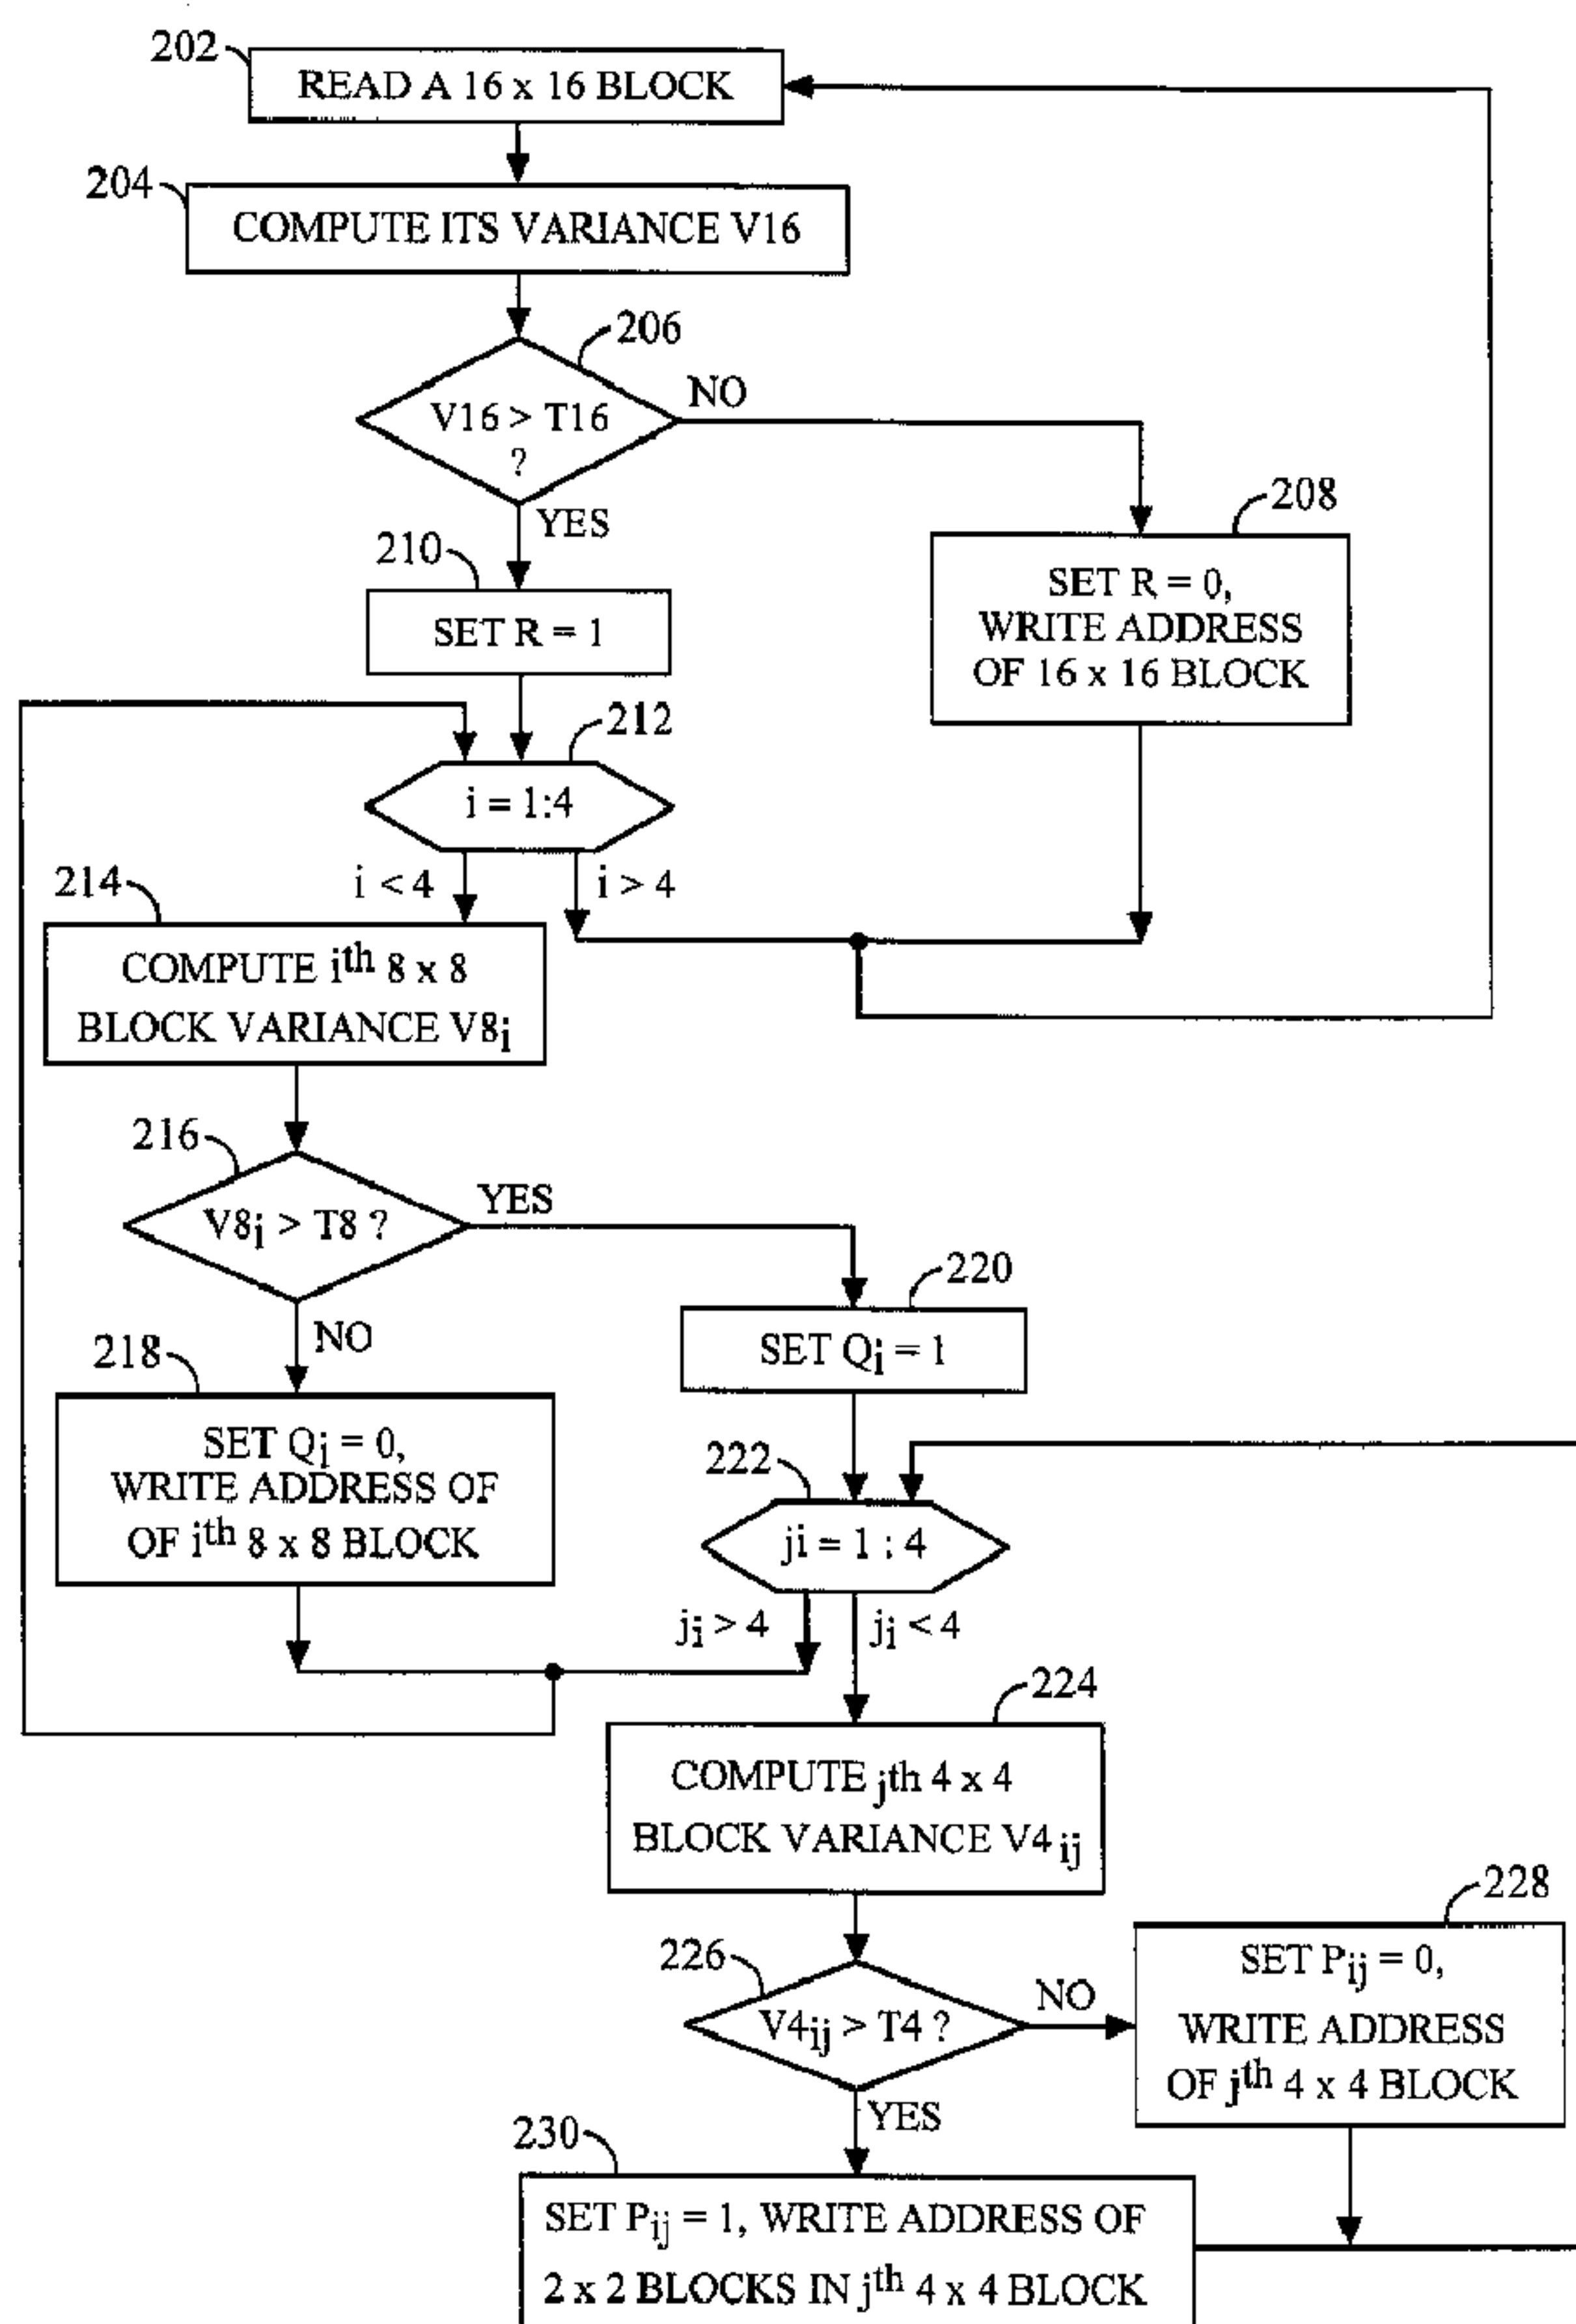 202
READ A 16 x 16 BLOCK
204
COMPUTE ITS VARIANCE V16
206
V16 > T16
?
NO
YES
208
SET R = 0,
WRITE ADDRESS
OF 16 x 16 BLOCK
210
SET R = 1
212
i = 1:4
i < 4
i > 4
214
COMPUTE ith 8 x 8
BLOCK VARIANCE V8i
216
V8i > T8 ?
YES
NO
218
SET Qi = 0,
WRITE ADDRESS OF
OF ith 8 x 8 BLOCK
220
SET Qi = 1
222
ji = 1 : 4
ji > 4
ji < 4
224
COMPUTE jth 4 x 4
BLOCK VARIANCE V4 ij
226
V4ij > T4 ?
NO
YES
228
SET Pij = 0,
WRITE ADDRESS
OF jth 4 x 4 BLOCK
230
SET Pij = 1, WRITE ADDRESS OF
2 x 2 BLOCKS IN jth 4 x 4 BLOCK